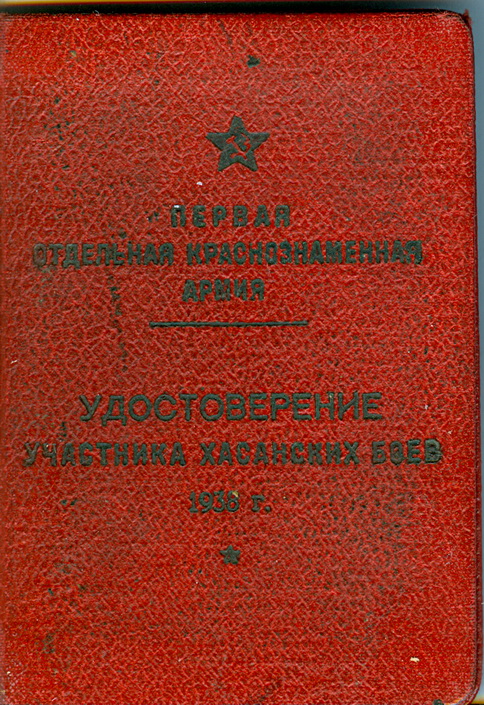 ПЕРВАЯ
ОТДЕЛЬНАЯ КРАСНОЗНАМЕННАЯ
АРМИЯ
УДОСТОВЕРЕНИЕ
УЧАСТНИКА ХАСАНСКИХ БОЕВ
1938 г.